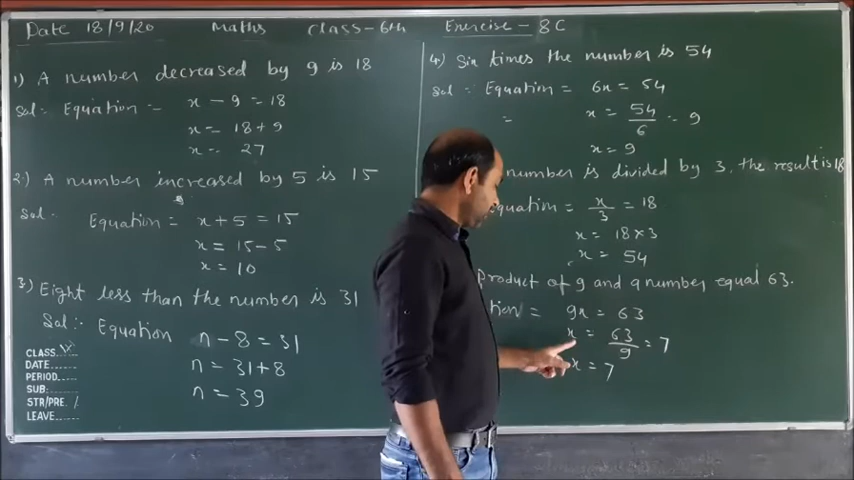 Date 18/9/20 Maths Class-6th Exercise-8C
1) A number decreased by 9 is 18
Sol:- Equation :- x - 9 = 18
x = 18+9
x = 27
2) A number increased by 5 is 15
Sol:- Equation = x+5 = 15
x = 15-5
x = 10
3) Eight less than the number is 31
Sol:- Equation n-8 = 31
n = 31+8
n = 39
CLASS
DATE
PERIOD
SUB
STR/PRE.
LEAVE
4) Six times the number is 54
Sol:- Equation = 6x = 54
= x = 54/6 = 9
x = 9
number is divided by 3, the result is 18
Equation = x/3 = 18
x = 18×3
x = 54
product of 9 and a number equal 63.
= 9x = 63
x = 63/9 = 7
x = 7